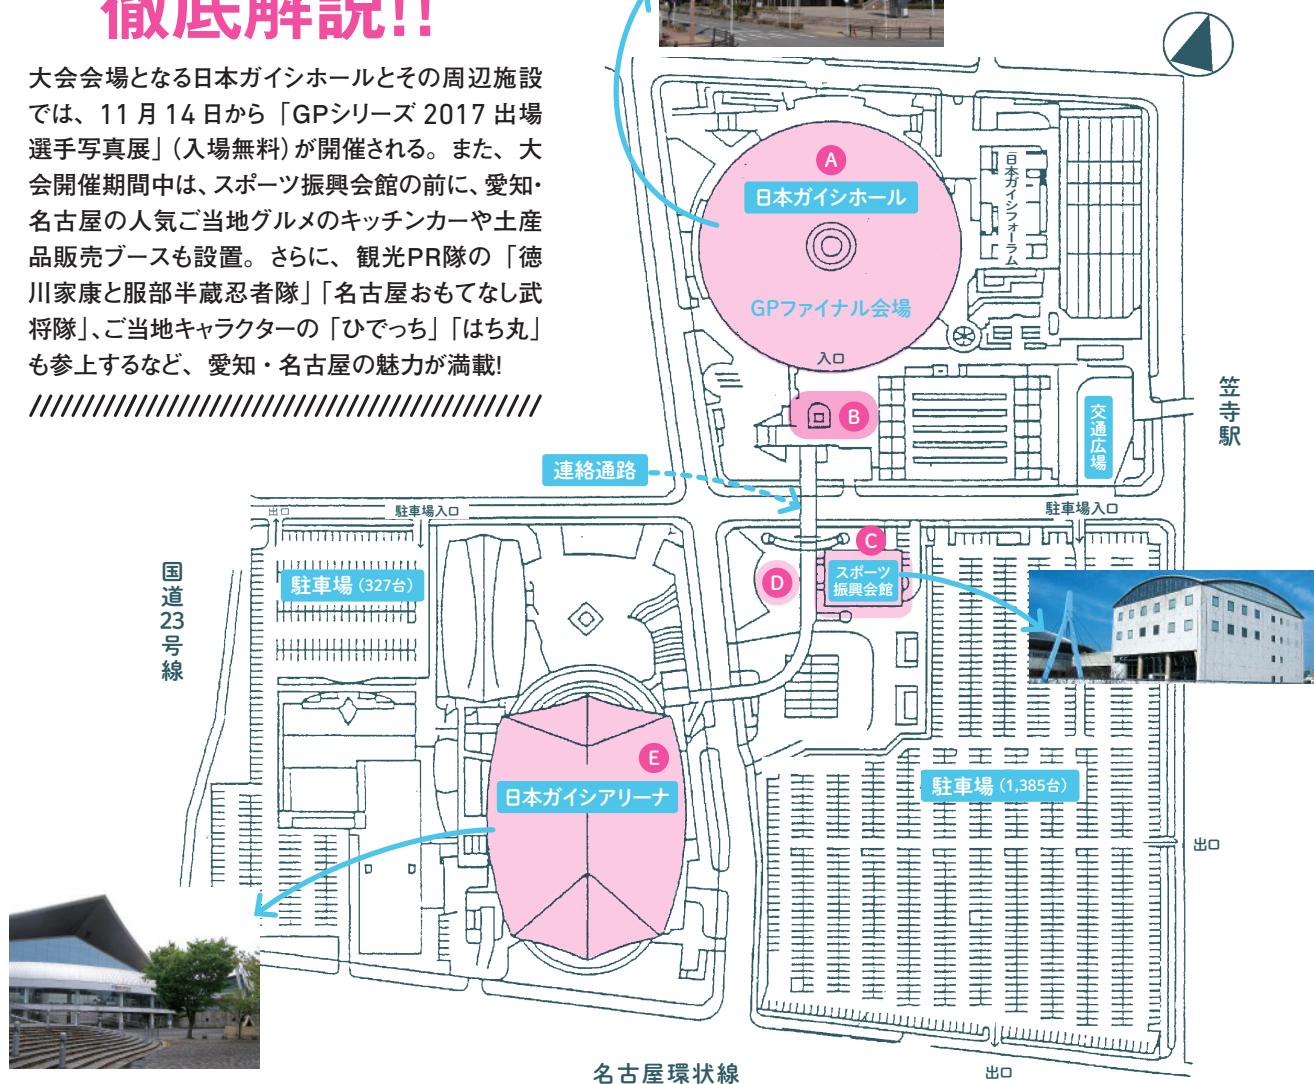 徹底解説!!
大会会場となる日本ガイシホールとその周辺施設
では、11月14日から「GPシリーズ 2017 出場
選手写真展」（入場無料）が開催される。また、大
会開催期間中は、スポーツ振興会館の前に、愛知・
名古屋の人気ご当地グルメのキッチンカーや土産
品販売ブースも設置。さらに、観光PR隊の「徳
川家康と服部半蔵忍者隊」「名古屋おもてなし武
将隊」、ご当地キャラクターの「ひでっち」「はち丸」
も参上するなど、愛知・名古屋の魅力が満載!
A
日本ガイシホール
GPファイナル会場
入口
日本ガイシフォーラム
B
交通広場
笠寺駅
連絡通路
出口
駐車場入口
駐車場入口
国道23号線
駐車場（327台）
C
スポーツ
振興会館
D
E
日本ガイシアリーナ
駐車場（1,385台）
出口
出口
名古屋環状線